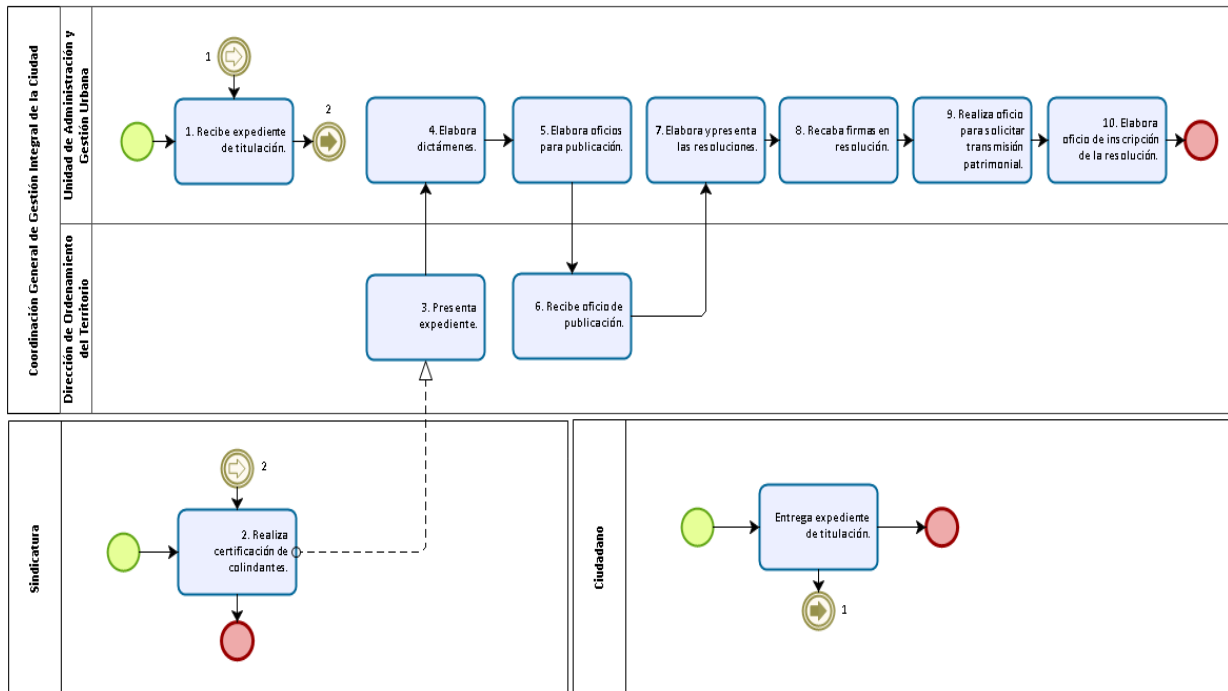 Coordinación General de Gestión Integral de la Ciudad
Unidad de Administración y
Gestión Urbana
1
1. Recibe expediente
de titulación.
2
4. Elabora
dictámenes.
5. Elabora oficios
para publicación.
7. Elabora y presenta
las resoluciones.
8. Recaba firmas en
resolución.
9. Realiza oficio
para solicitar
transmisión
patrimonial.
10. Elabora
oficio de inscripción
de la resolución.
Dirección de Ordenamiento
del Territorio
3. Presenta
expediente.
6. Recibe oficio de
publicación.
Sindicatura
2
2. Realiza
certificación de
colindantes.
Ciudadano
Entrega expediente
de titulación.
1